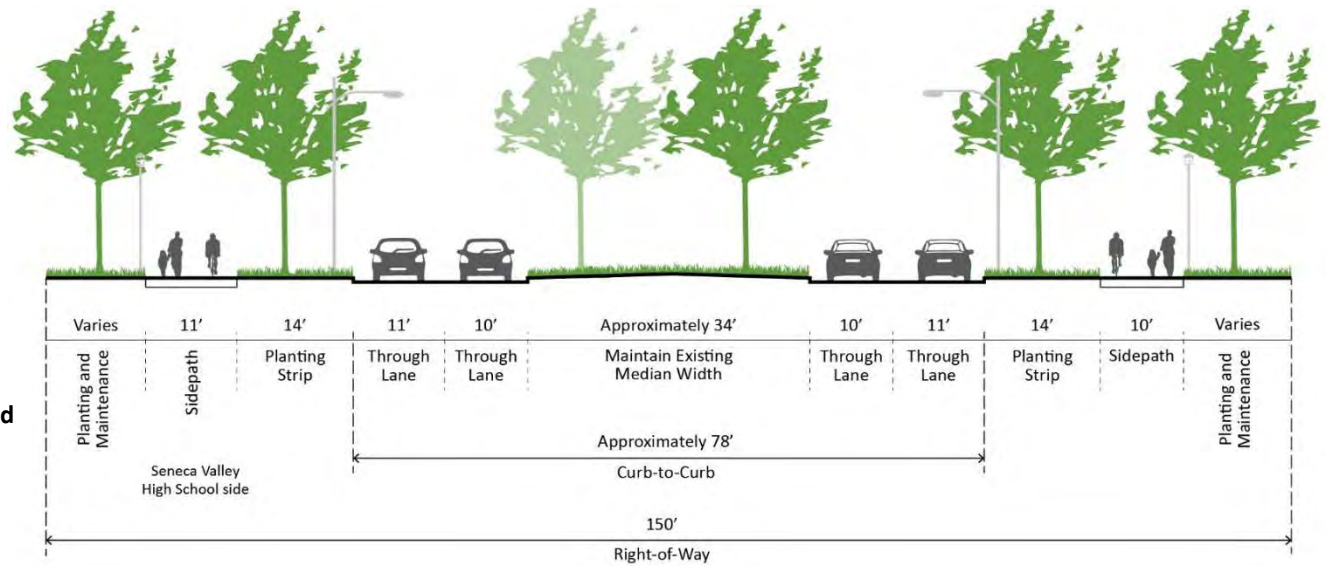 Varies
11’
14’
11’
10’
Approximately 34’
10’
11’
14’
10’
Varies
Planting and
Maintenance
Sidepath
Planting
Strip
Through
Lane
Through
Lane
Maintain Existing
Median Width
Through
Lane
Through
Lane
Planting
Strip
Sidepath
Planting and
Maintenance
d
Approximately 78’
Curb-to-Curb
Seneca Valley
High School side
150’
Right-of-Way